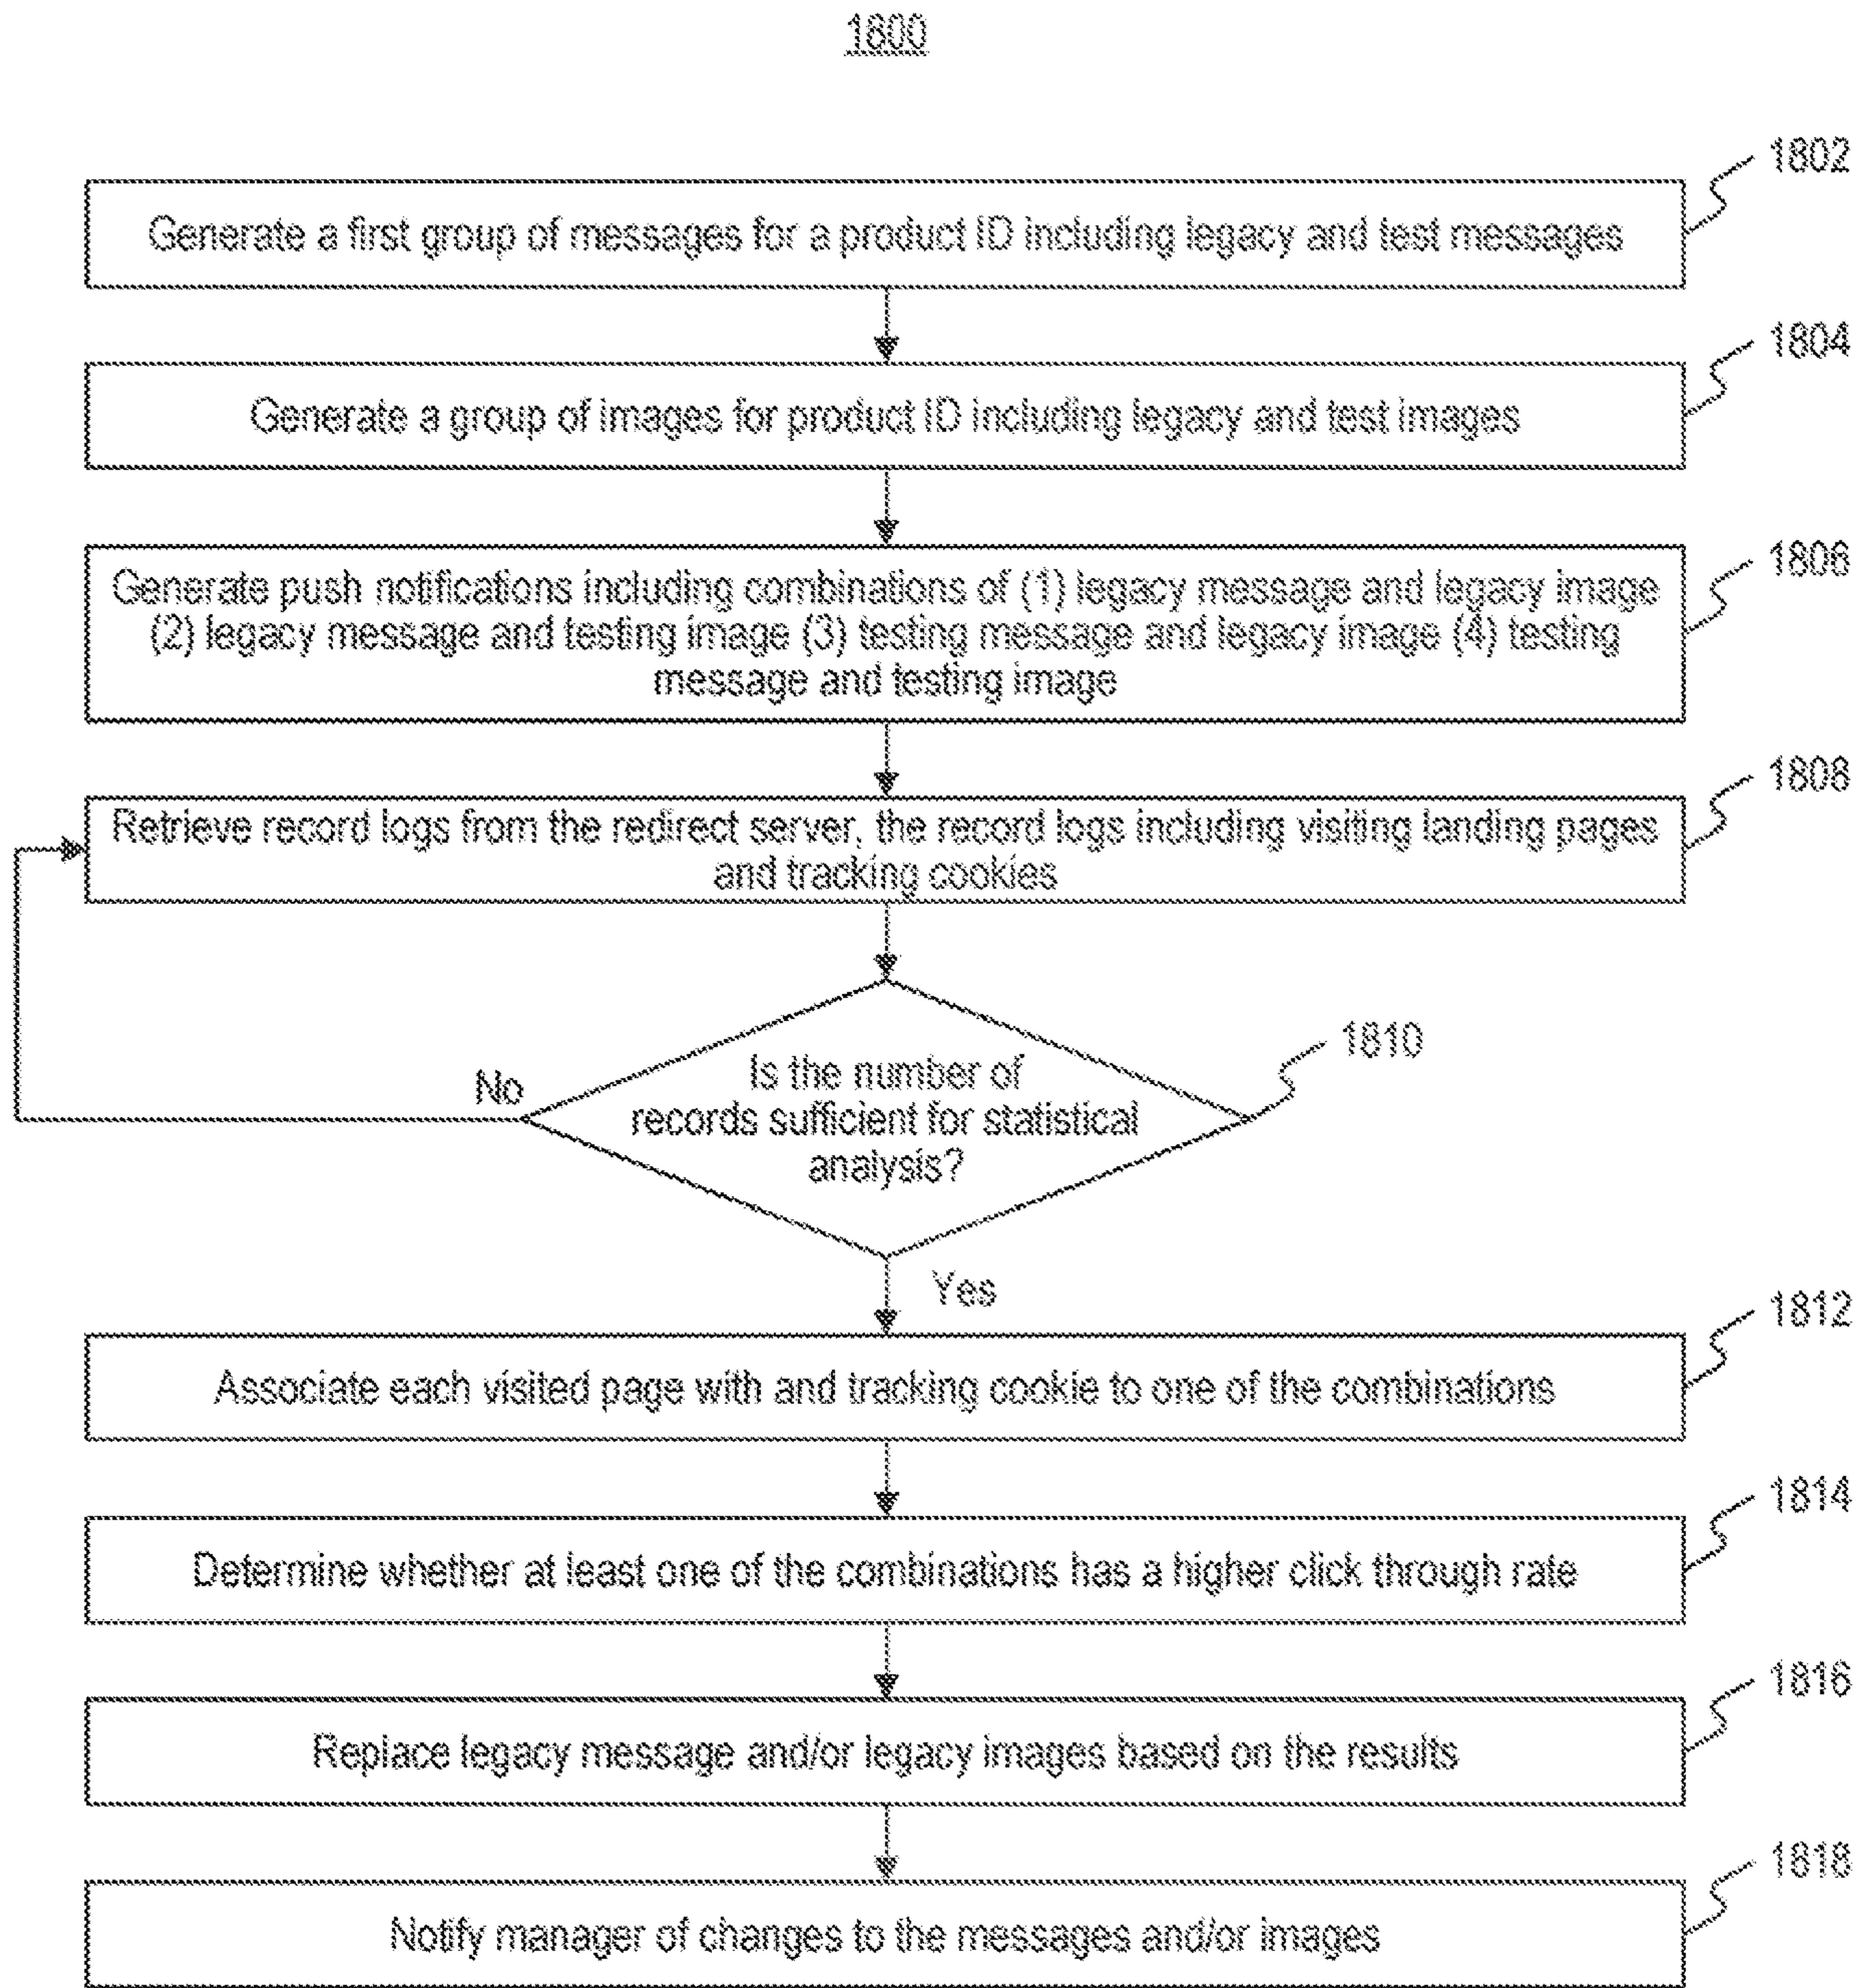 1800
1802
Generate a first group of messages for a product ID including legacy and test messages
1804
Generate a group of images for product ID including legacy and test images
1806
Generate push notifications including combinations of (1) legacy message and legacy image
(2) legacy message and testing image (3) testing message and legacy image (4) testing
message and testing image
1808
Retrieve record logs from the redirect server, the record logs including visiting landing pages
and tracking cookies
1810
No
Is the number of
records sufficient for statistical
analysis?
Yes
1812
Associate each visited page with and tracking cookie to one of the combinations
1814
Determine whether at least one of the combinations has a higher click through rate
1816
Replace legacy message and/or legacy images based on the results
1818
Notify manager of changes to the messages and/or images